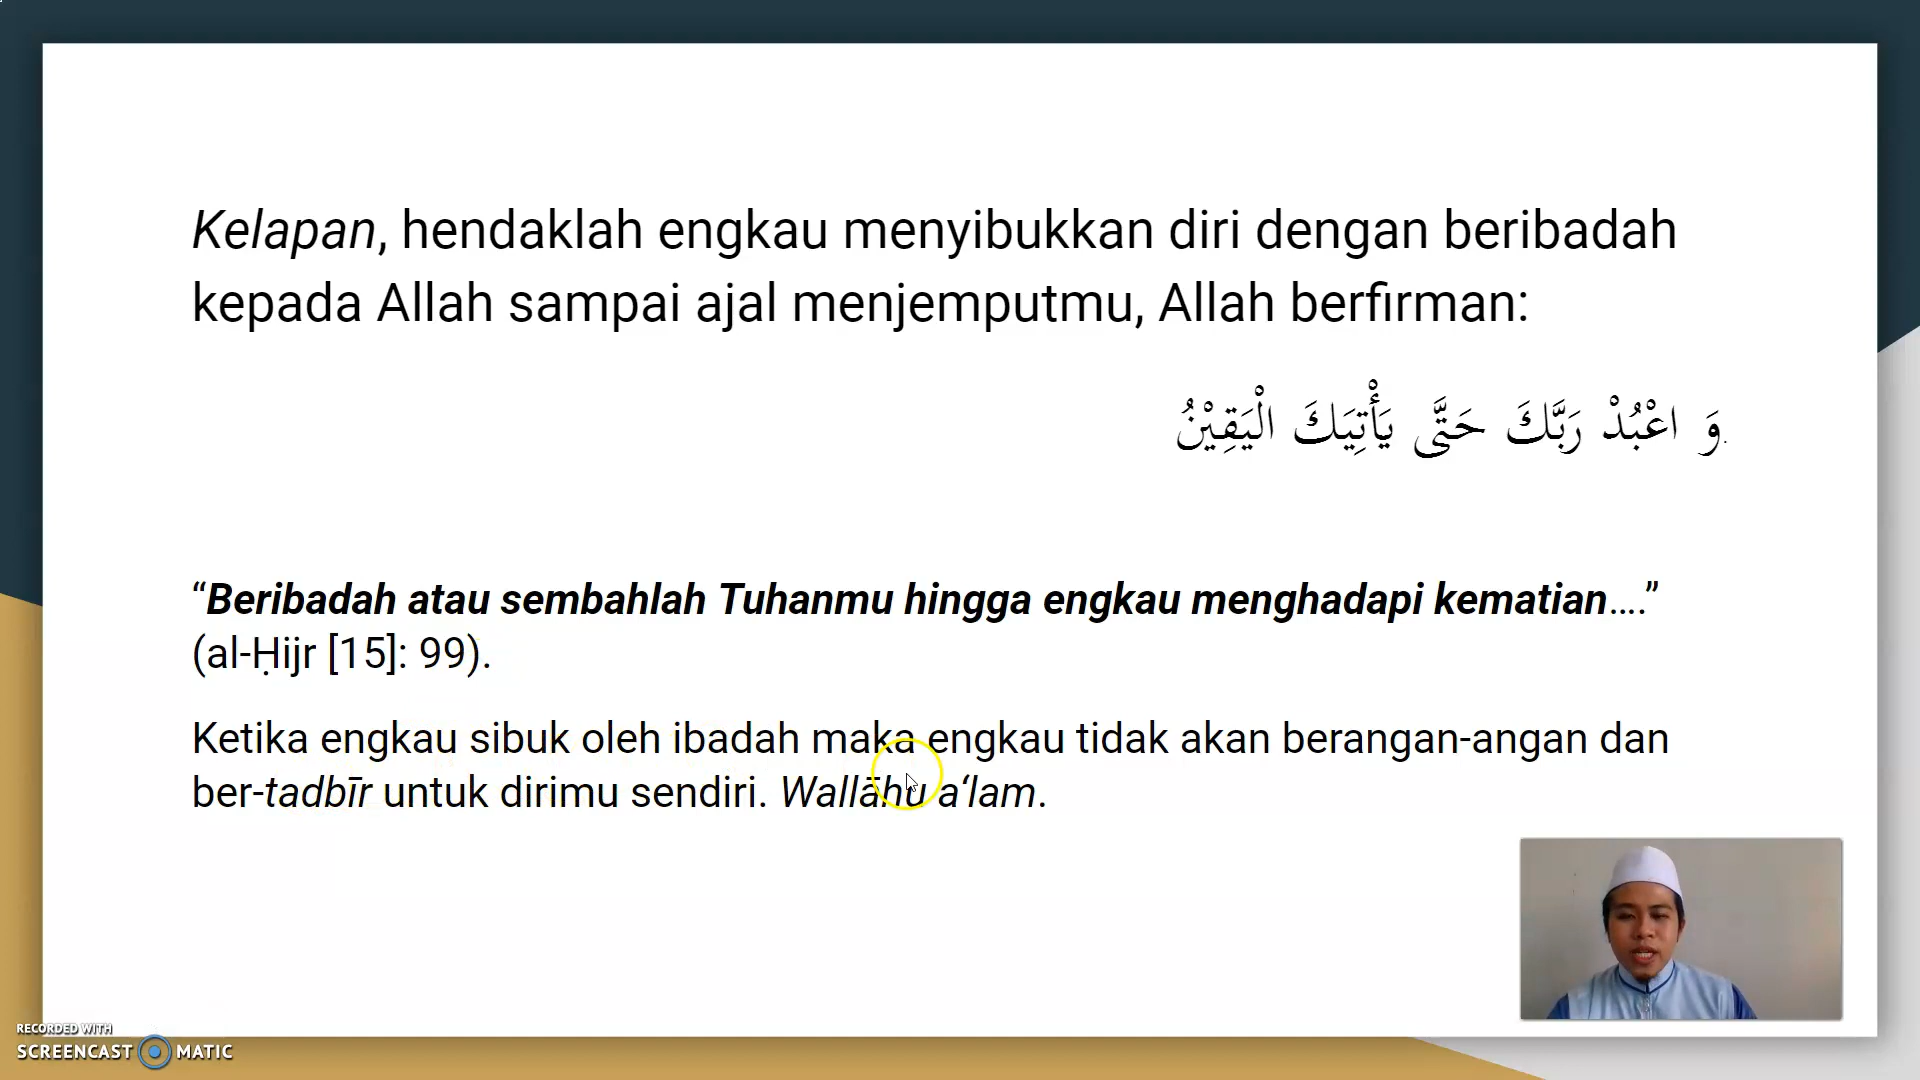 Kelapan, hendaklah engkau menyibukkan diri dengan beribadah
kepada Allah sampai ajal menjemputmu, Allah berfirman:
وَ اعْبُدْ رَبَّكَ حَتَّى يَأْتِيَكَ الْيَقِيْنُ.
“Beribadah atau sembahlah Tuhanmu hingga engkau menghadapi kematian….”
(al-Ḥijr [15]: 99).
Ketika engkau sibuk oleh ibadah maka engkau tidak akan berangan-angan dan
ber-tadbīr untuk dirimu sendiri. Wallāhu a‘lam.
RECORDED WITH
SCREENCAST MATIC